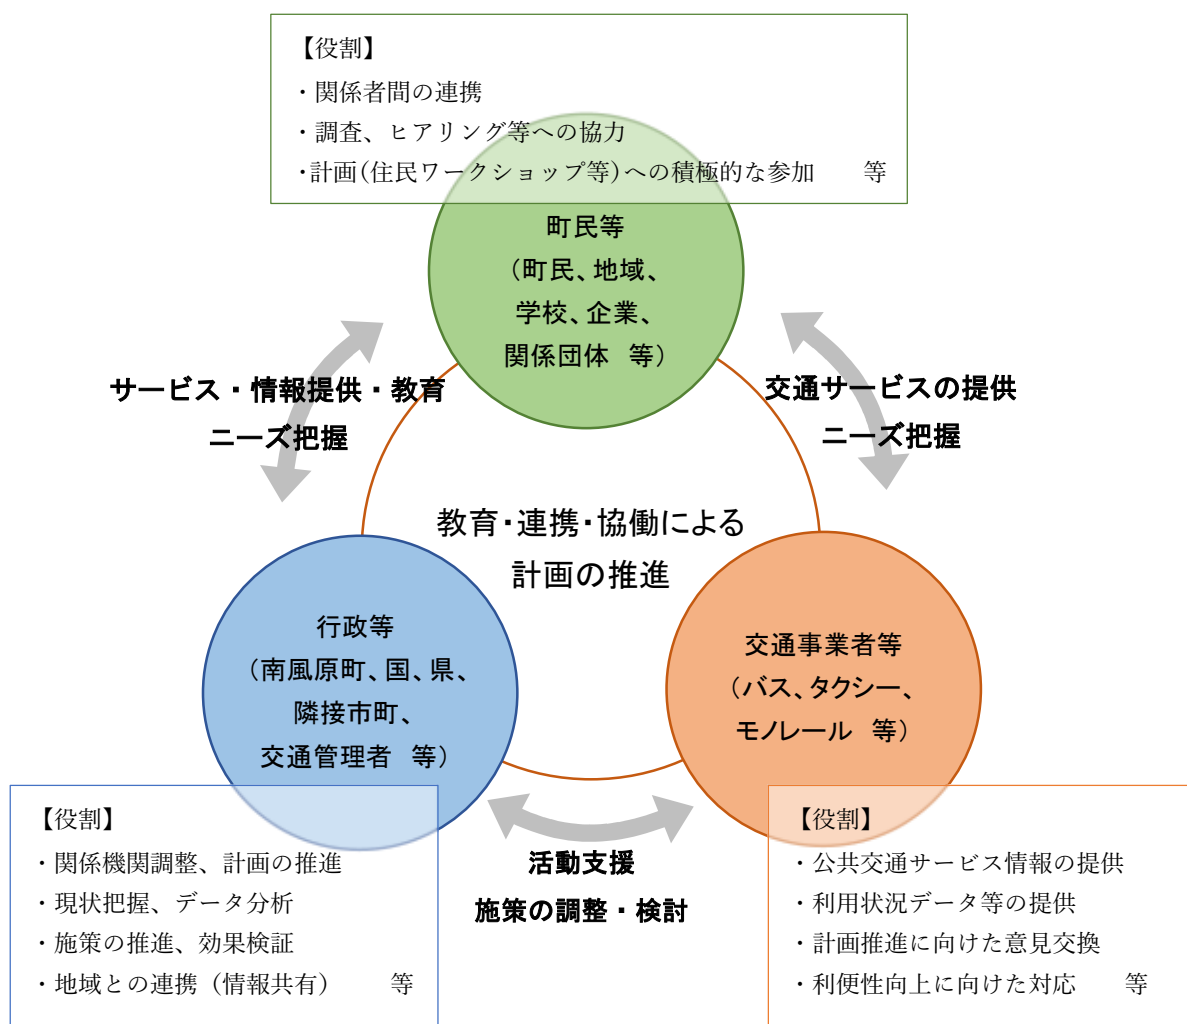 【役割】
・関係者間の連携
・調査、ヒアリング等への協力
・計画(住民ワークショップ等)への積極的な参加　　等
町民等
（町民、地域、
学校、企業、
関係団体　等）
サービス・情報提供・教育
ニーズ把握
交通サービスの提供
ニーズ把握
教育・連携・協働による
計画の推進
行政等
（南風原町、国、県、
隣接市町、
交通管理者　等）
交通事業者等
（バス、タクシー、
モノレール　等）
活動支援
施策の調整・検討
【役割】
・関係機関調整、計画の推進
・現状把握、データ分析
・施策の推進、効果検証
・地域との連携（情報共有）　　等
【役割】
・公共交通サービス情報の提供
・利用状況データ等の提供
・計画推進に向けた意見交換
・利便性向上に向けた対応　　等